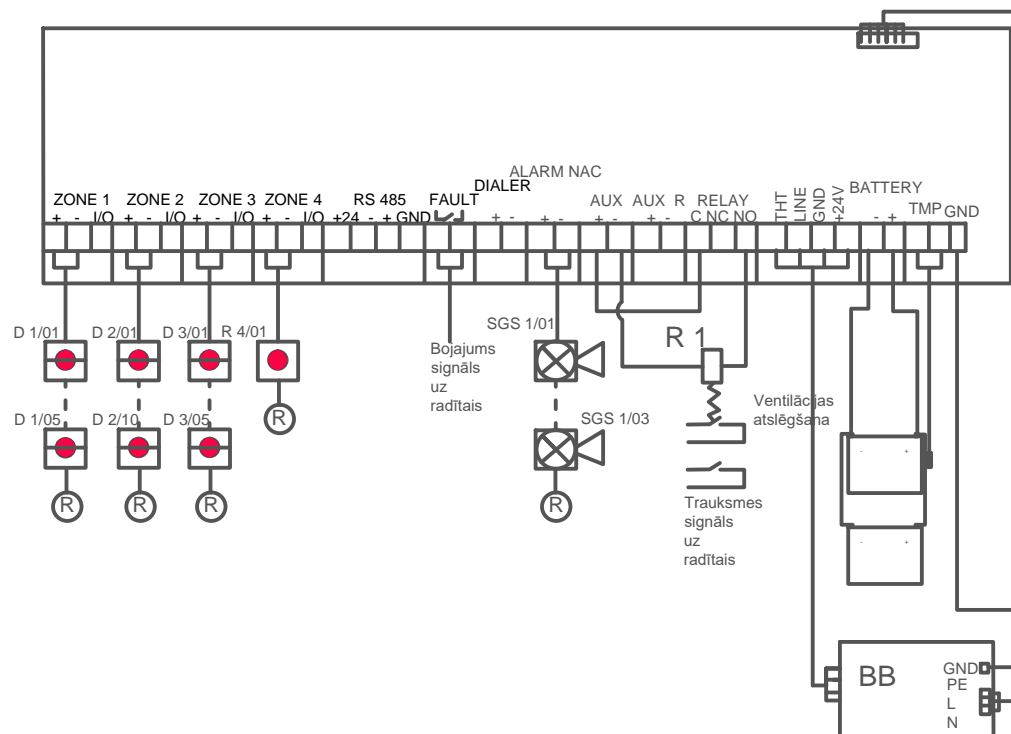 ALARM NAC
DIALER
ZONE 1 ZONE 2 ZONE 3 ZONE 4 RS 485 FAULT AUX AUX R RELAY THT LINE GND +24V BATTERY
+ - I/O + - I/O + - I/O + - I/O +24 - + GND + - + - + - + - C NC NO - + TMP GND
D 1/01 D 2/01 D 3/01 R 4/01 SGS 1/01
R 1
Bojajums
signāls
uz
radītais
R
D 1/05 D 2/10 D 3/05 SGS 1/03
Ventilācijas
atslēgšana
R R R R
- +
Trauksmes
signāls
uz
radītais
- +
BB
GND
PE
L
N